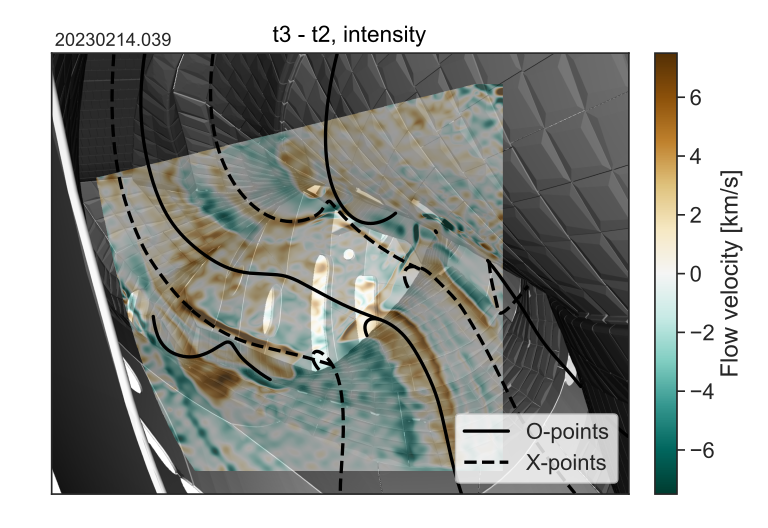 20230214.039
t3 - t2, intensity
6
4
2
0
−2
−4
−6
Flow velocity [km/s]
O-points
X-points